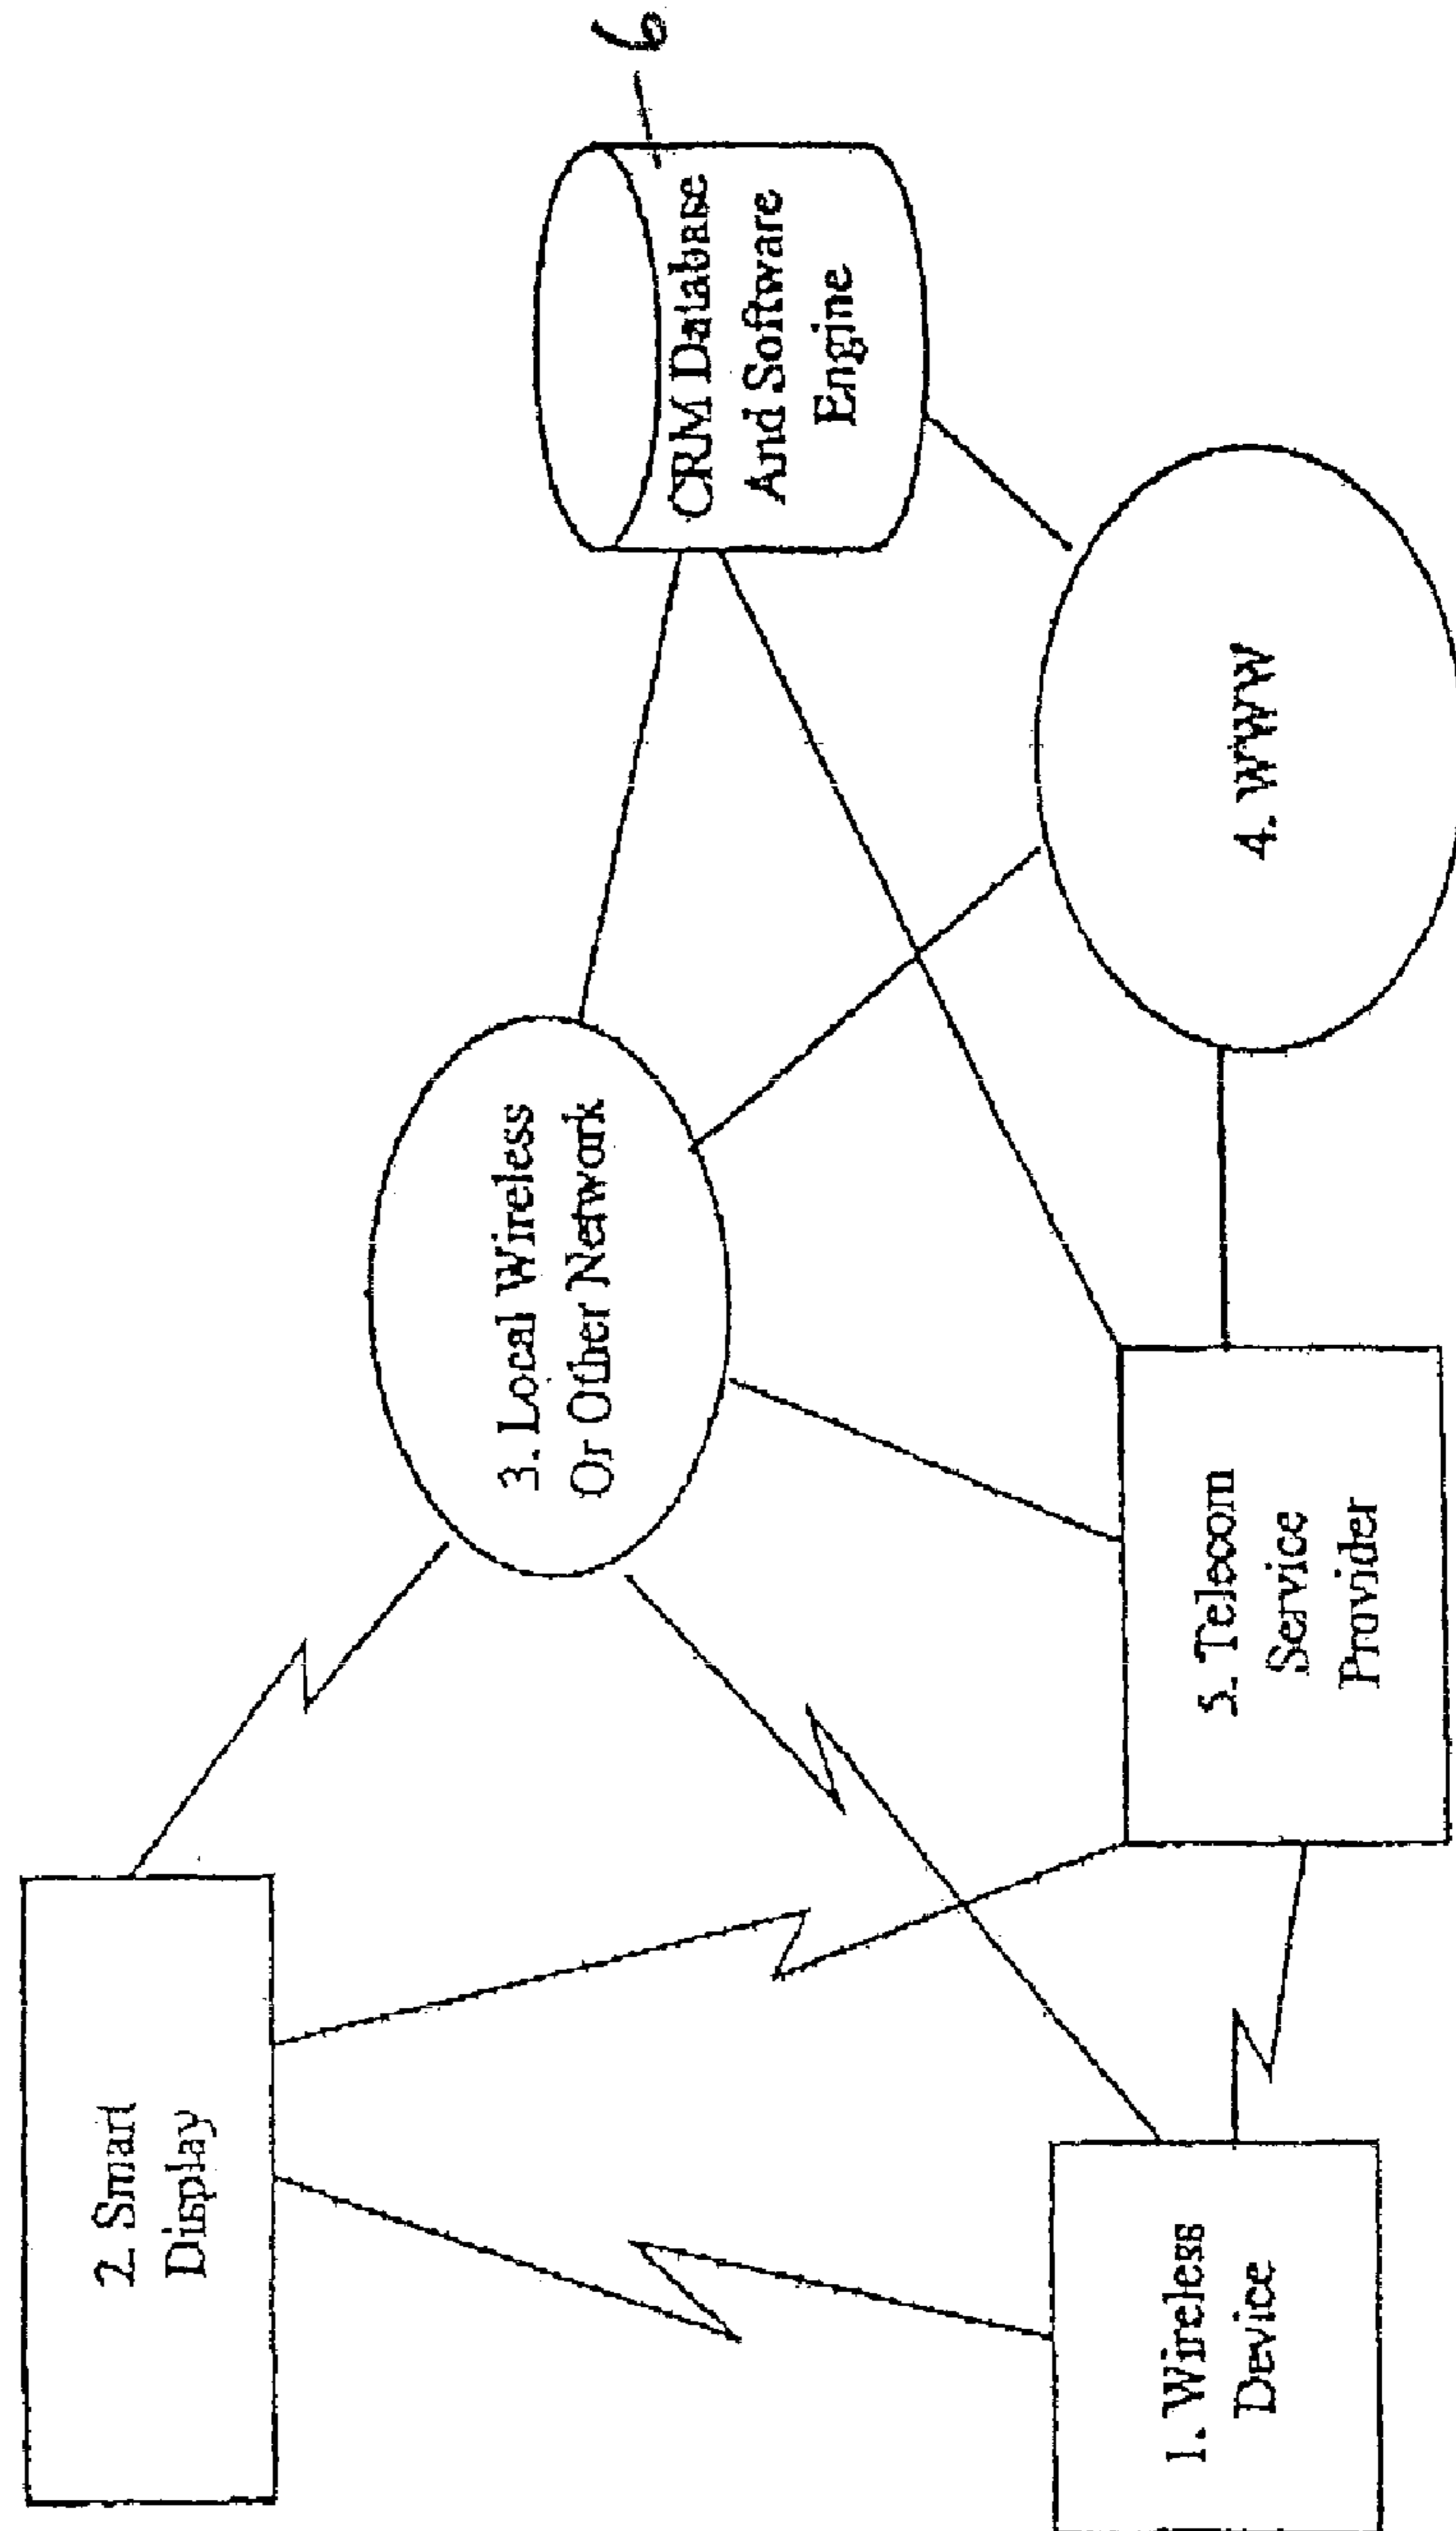 2. Smart
Display
3. Local Wireless
Or Other Network
6
CRM Database
And Software
Engine
1. Wireless
Device
5. Telecom
Service
Provider
4. WWW